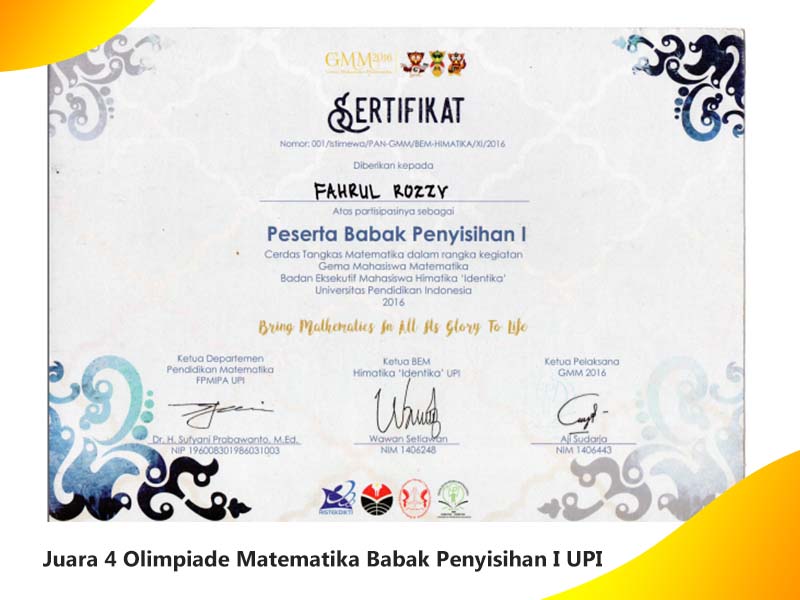 GMM 2016
SERTIFIKAT
Nomor: 001/Istimewa/PAN-GMM/BEM-HIMATIKA/XI/2016
Diberikan kepada
FAHRUL ROZZY
Atas partisipasinya sebagai
Peserta Babak Penyisihan I
Cerdas Tangkas Matematika dalam rangka kegiatan
Gema Mahasiswa Matematika
Badan Eksekutif Mahasiswa Himatika ‘Identika’
Universitas Pendidikan Indonesia
2016
Bring Mathematics In All Its Glory To Life
Ketua Departemen
Pendidikan Matematika
FPMIPA UPI
Dr. H. Sufyani Prabawanto, M.Ed.
NIP 196008301986031003
Ketua BEM
Himatika ‘Identika’ UPI
Wawan Setiawan
NIM 1406248
Ketua Pelaksana
GMM 2016
Aji Sudarja
NIM 1406443
RISTEKDIKTI
Juara 4 Olimpiade Matematika Babak Penyisihan I UPI